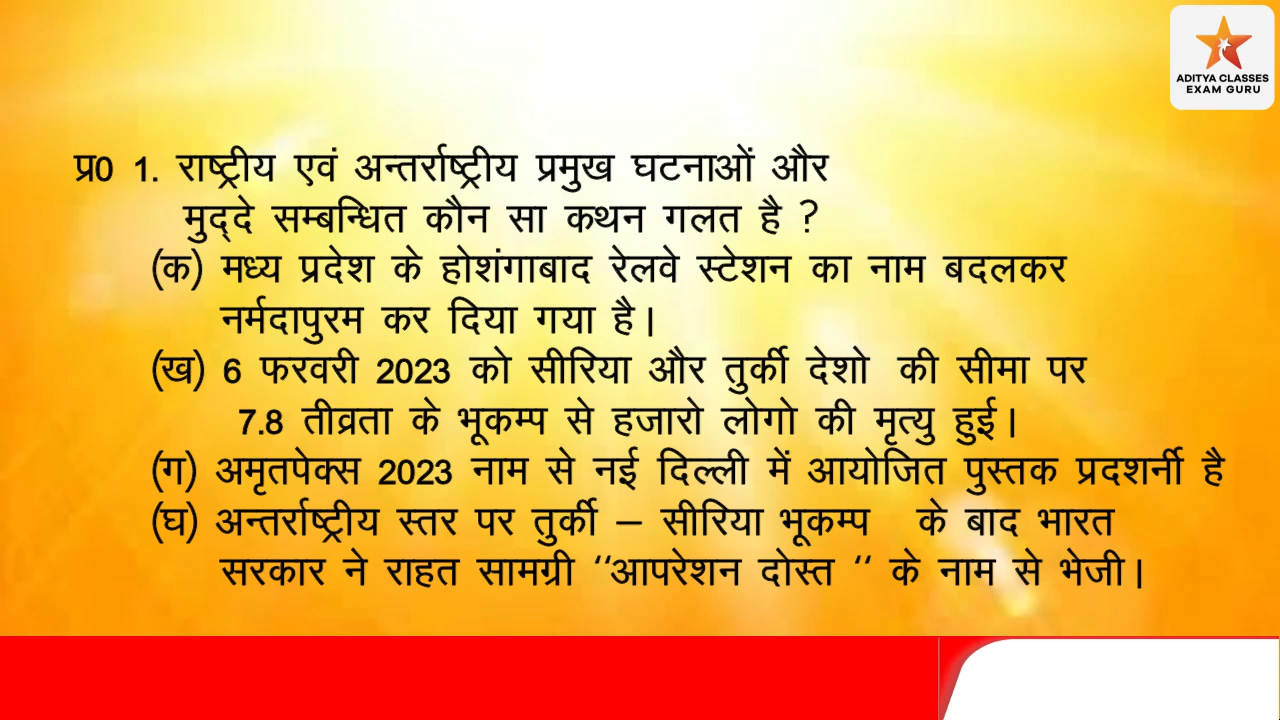 ADITYA CLASSES
EXAM GURU
प्र0 1. राष्ट्रीय एवं अन्तर्राष्ट्रीय प्रमुख घटनाओं और
मुद्दे सम्बन्धित कौन सा कथन गलत है ?
(क) मध्य प्रदेश के होशंगाबाद रेलवे स्टेशन का नाम बदलकर
नर्मदापुरम कर दिया गया है।
(ख) 6 फरवरी 2023 को सीरिया और तुर्की देशो की सीमा पर
7.8 तीव्रता के भूकम्प से हजारो लोगो की मृत्यु हुई।
(ग) अमृतपेक्स 2023 नाम से नई दिल्ली में आयोजित पुस्तक प्रदशर्नी है
(घ) अन्तर्राष्ट्रीय स्तर पर तुर्की – सीरिया भूकम्प के बाद भारत
सरकार ने राहत सामग्री ‘‘आपरेशन दोस्त ‘‘ के नाम से भेजी।